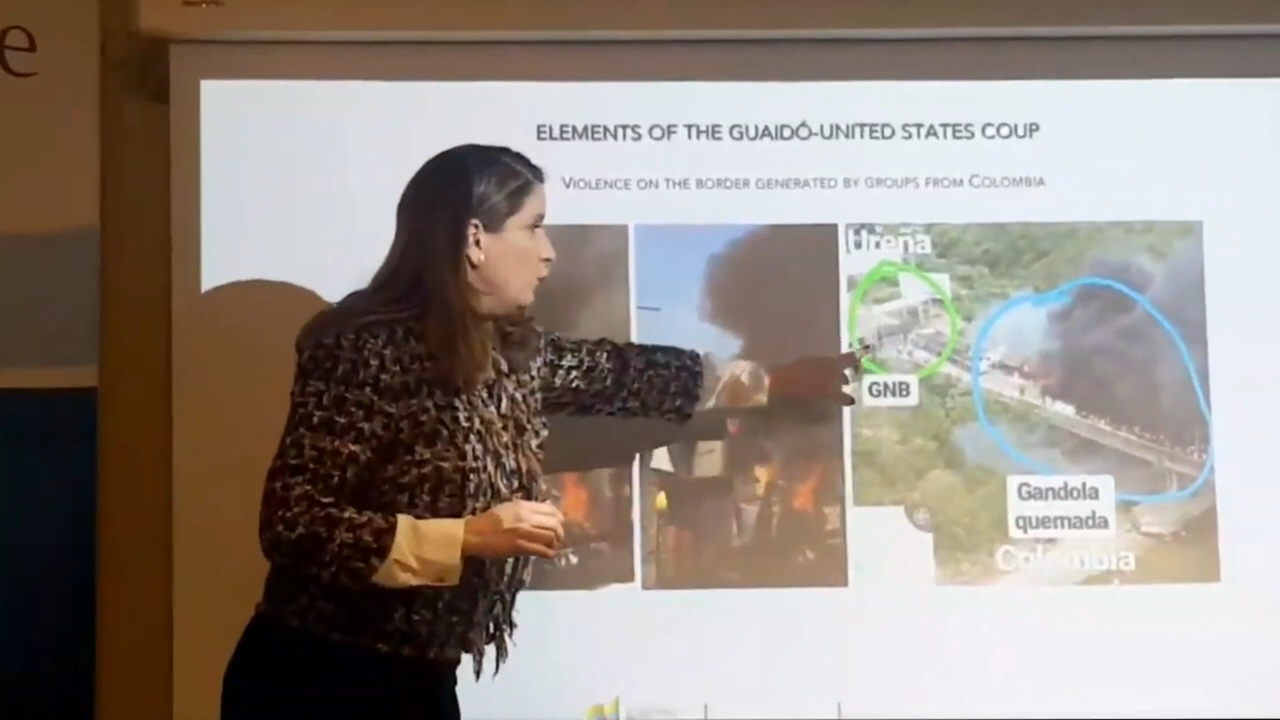 e
ELEMENTS OF THE GUAIDÓ-UNITED STATES COUP
VIOLENCE ON THE BORDER GENERATED BY GROUPS FROM COLOMBIA
Ureña
GNB
Gandola
quemada
Colombia